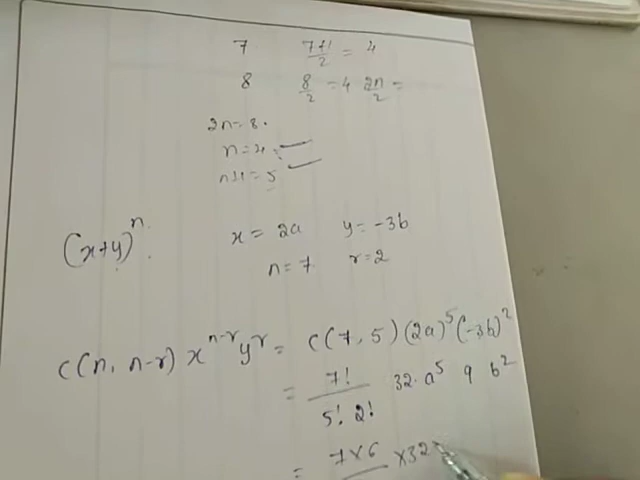 7 7+1/2 = 4
8 8/2 = 4 2n/2 =
2n = 8.
n = 4
n+1 = 5
(x+y)^n. x = 2a y = -3b
n = 7 r = 2
C(n, n-r) x^{n-r} y^r = C(7, 5) (2a)^5 (-3b)^2
= 7!/5! 2! 32. a^5 9 b^2
= 7×6 ×32